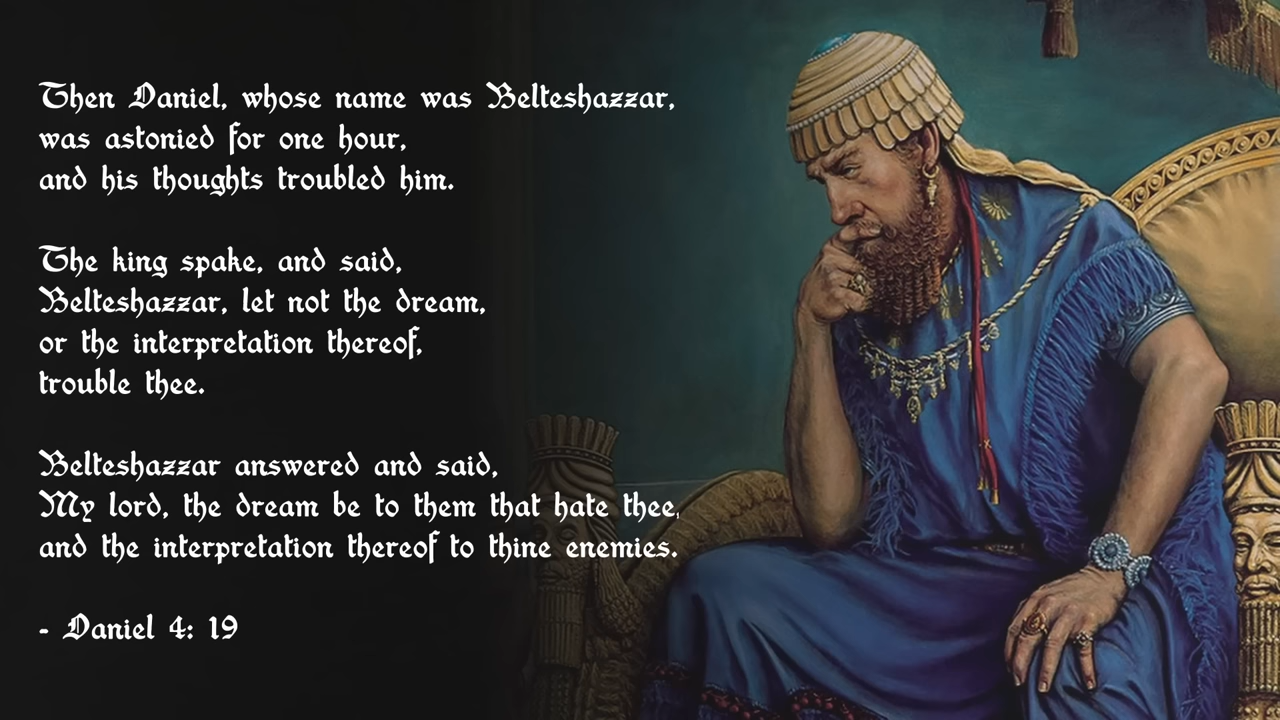 Then Daniel, whose name was Belteshazzar,
was astonied for one hour,
and his thoughts troubled him.
The king spake, and said,
Belteshazzar, let not the dream,
or the interpretation thereof,
trouble thee.
Belteshazzar answered and said,
My lord, the dream be to them that hate thee,
and the interpretation thereof to thine enemies.
- Daniel 4: 19